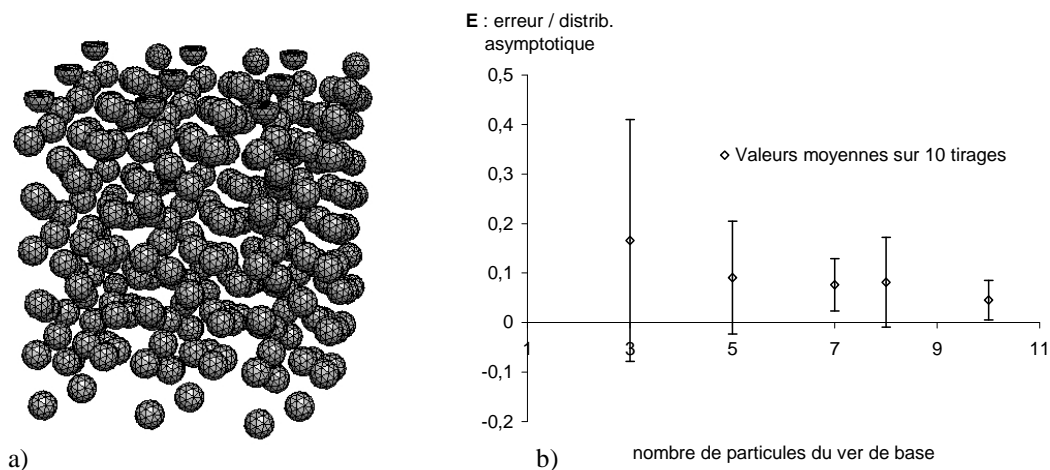 E : erreur / distrib.
asymptotique
0,5
0,4
0,3
0,2
0,1
0
-0,1
-0,2
1 3 5 7 9 11
Valeurs moyennes sur 10 tirages
nombre de particules du ver de base
a)
b)